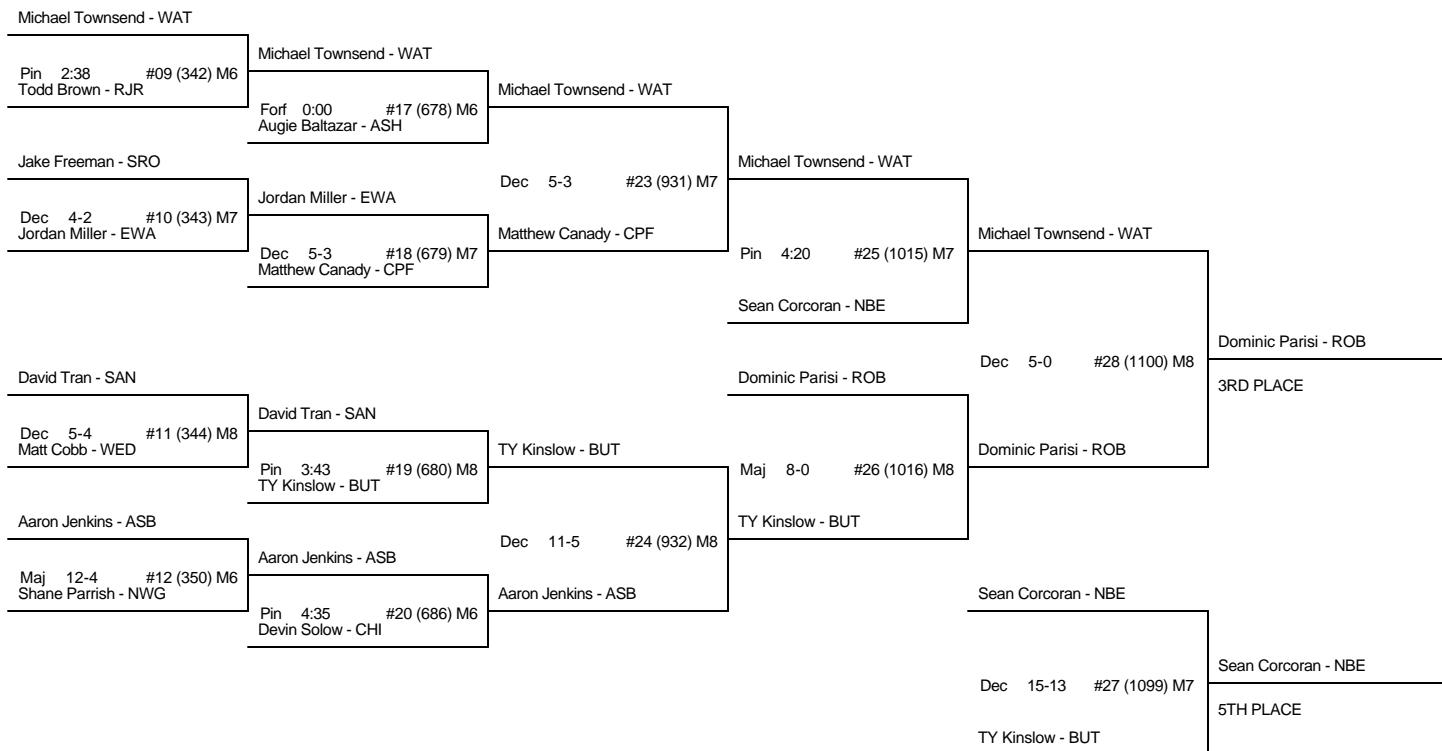 Michael Townsend - WAT
Pin 2:38 #09 (342) M6
Todd Brown - RJR
Jake Freeman - SRO
Dec 4-2 #10 (343) M7
Jordan Miller - EWA
David Tran - SAN
Dec 5-4 #11 (344) M8
Matt Cobb - WED
Aaron Jenkins - ASB
Maj 12-4 #12 (350) M6
Shane Parrish - NWG
Michael Townsend - WAT
Forf 0:00 #17 (678) M6
Augie Baltazar - ASH
Jordan Miller - EWA
Dec 5-3 #18 (679) M7
Matthew Canady - CPF
David Tran - SAN
Pin 3:43 #19 (680) M8
TY Kinslow - BUT
Aaron Jenkins - ASB
Pin 4:35 #20 (686) M6
Devin Solow - CHI
Michael Townsend - WAT
Dec 5-3 #23 (931) M7
Matthew Canady - CPF
TY Kinslow - BUT
Dec 11-5 #24 (932) M8
Aaron Jenkins - ASB
Michael Townsend - WAT
Pin 4:20 #25 (1015) M7
Sean Corcoran - NBE
Dominic Parisi - ROB
Maj 8-0 #26 (1016) M8
TY Kinslow - BUT
Michael Townsend - WAT
Dec 5-0 #28 (1100) M8
Dominic Parisi - ROB
Sean Corcoran - NBE
Dec 15-13 #27 (1099) M7
TY Kinslow - BUT
Dominic Parisi - ROB
3RD PLACE
Sean Corcoran - NBE
5TH PLACE